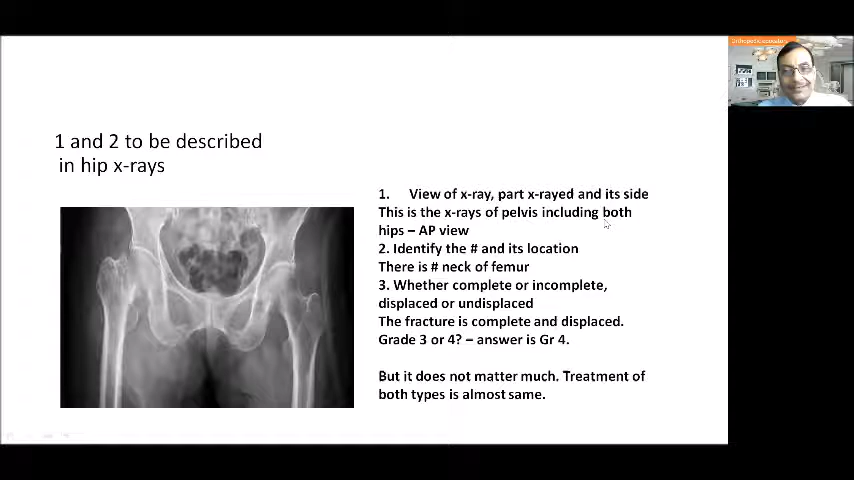 Orthopaedic educators
1 and 2 to be described
in hip x-rays
1. View of x-ray, part x-rayed and its side
This is the x-rays of pelvis including both
hips – AP view
2. Identify the # and its location
There is # neck of femur
3. Whether complete or incomplete,
displaced or undisplaced
The fracture is complete and displaced.
Grade 3 or 4? – answer is Gr 4.
But it does not matter much. Treatment of
both types is almost same.